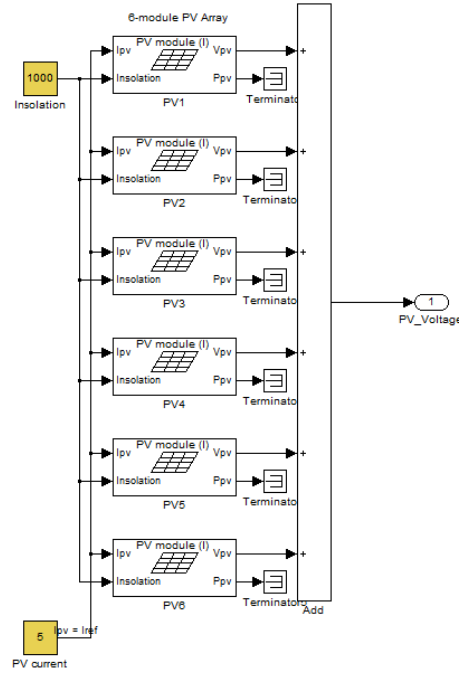 6-module PV Array
PV module (I)
Ipv
Vpv
+
1000
Insolation
Ppv
Insolation
PV1
Terminato
PV module (I)
Ipv
Vpv
+
Insolation
Ppv
PV2
Terminato
PV module (I)
Ipv
Vpv
+
Insolation
Ppv
PV3
Terminato
1
PV_Voltage
PV module (I)
Ipv
Vpv
+
Insolation
Ppv
PV4
Terminato
PV module (I)
Ipv
Vpv
+
Insolation
Ppv
PV5
Terminato
PV module (I)
Ipv
Vpv
+
Insolation
Ppv
PV6
Terminator5
Add
5
Ipv = Iref
PV current